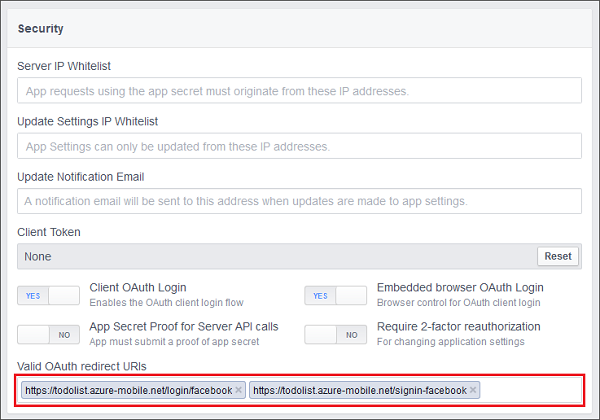 Security
Server IP Whitelist
App requests using the app secret must originate from these IP addresses.
Update Settings IP Whitelist
App Settings can only be updated from these IP addresses.
Update Notification Email
A notification email will be sent to this address when updates are made to app settings.
Client Token
None Reset
YES Client OAuth Login YES Embedded browser OAuth Login
Enables the OAuth client login flow Browser control for OAuth client login
NO App Secret Proof for Server API calls NO Require 2-factor reauthorization
App must submit a proof of app secret For changing application settings
Valid OAuth redirect URIs
https://todolist.azure-mobile.net/login/facebook × https://todolist.azure-mobile.net/signin-facebook ×